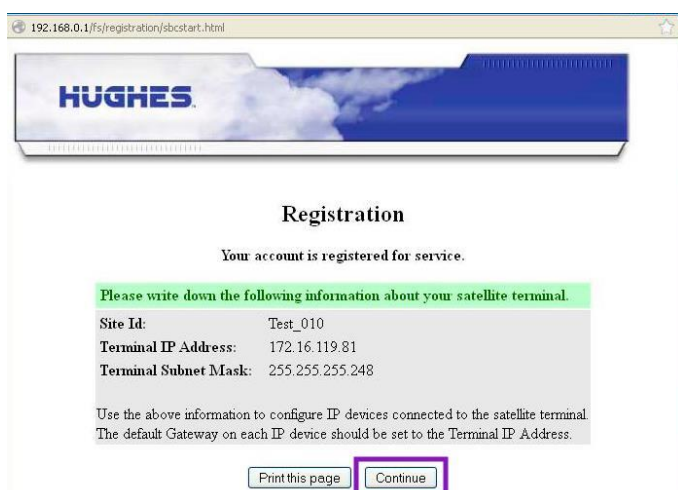 192.168.0.1/fs/registration/sbcstart.html
HUGHES.
Registration
Your account is registered for service.
Please write down the following information about your satellite terminal.
Site Id: Test_010
Terminal IP Address: 172.16.119.81
Terminal Subnet Mask: 255.255.255.248
Use the above information to configure IP devices connected to the satellite terminal.
The default Gateway on each IP device should be set to the Terminal IP Address.
Print this page Continue